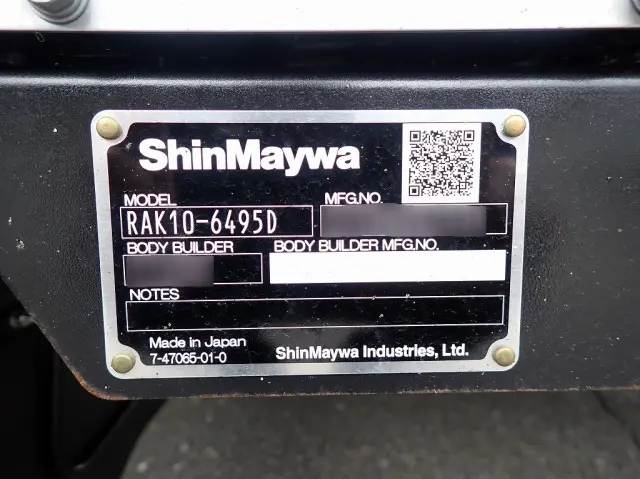 ShinMaywa
MODEL MFG.NO.
RAK10-6495D
BODY BUILDER BODY BUILDER MFG.NO.
NOTES
Made in Japan
7-47065-01-0 ShinMaywa Industries, Ltd.